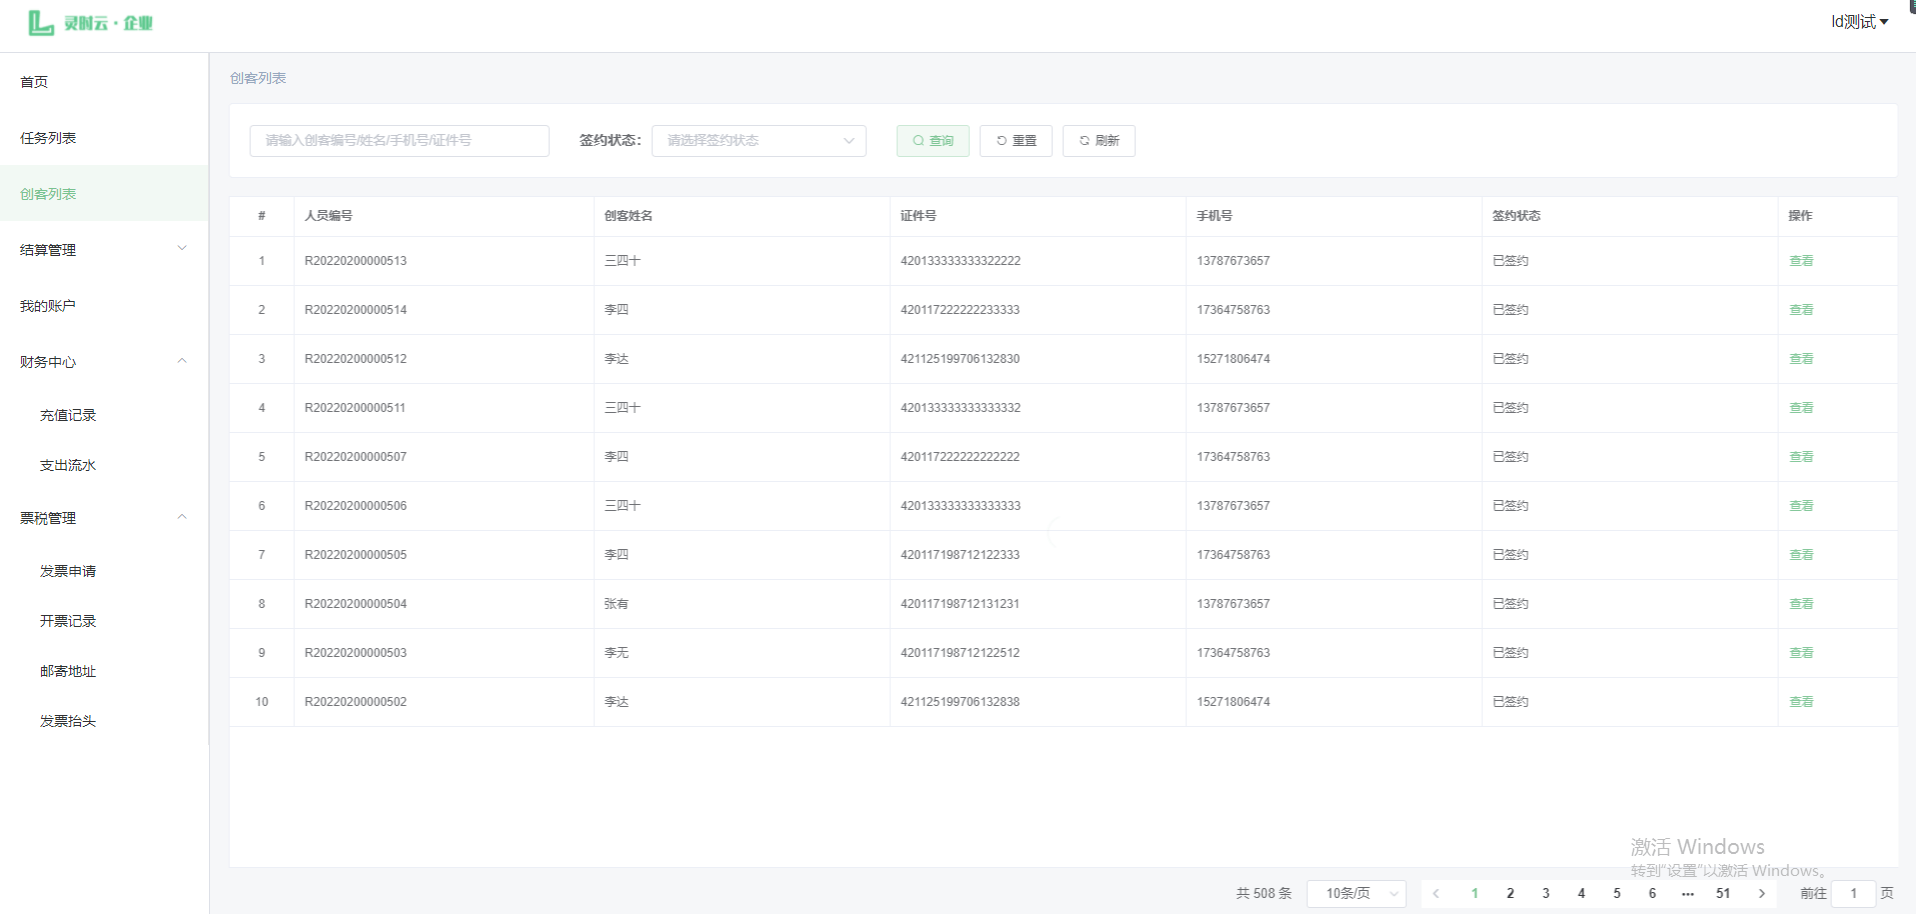 灵时云·企业
ld测试
首页
任务列表
创客列表
结算管理
我的账户
财务中心
充值记录
支出流水
票税管理
发票申请
开票记录
邮寄地址
发票抬头
创客列表
请输入创客编号/姓名/手机号/证件号 签约状态: 请选择签约状态 查询 重置 刷新
# 人员编号 创客姓名 证件号 手机号 签约状态 操作
1 R20220200000513 三四十 420133333333322222 13787673657 已签约 查看
2 R20220200000514 李四 420117222222233333 17364758763 已签约 查看
3 R20220200000512 李达 421125199706132830 15271806474 已签约 查看
4 R20220200000511 三四十 420133333333333332 13787673657 已签约 查看
5 R20220200000507 李四 420117222222222222 17364758763 已签约 查看
6 R20220200000506 三四十 420133333333333333 13787673657 已签约 查看
7 R20220200000505 李四 420117198712122333 17364758763 已签约 查看
8 R20220200000504 张有 420117198712131231 13787673657 已签约 查看
9 R20220200000503 李无 420117198712122512 17364758763 已签约 查看
10 R20220200000502 李达 421125199706132838 15271806474 已签约 查看
激活 Windows
转到"设置"以激活 Windows。
共 508 条 10条/页 1 2 3 4 5 6 ··· 51 前往 1 页